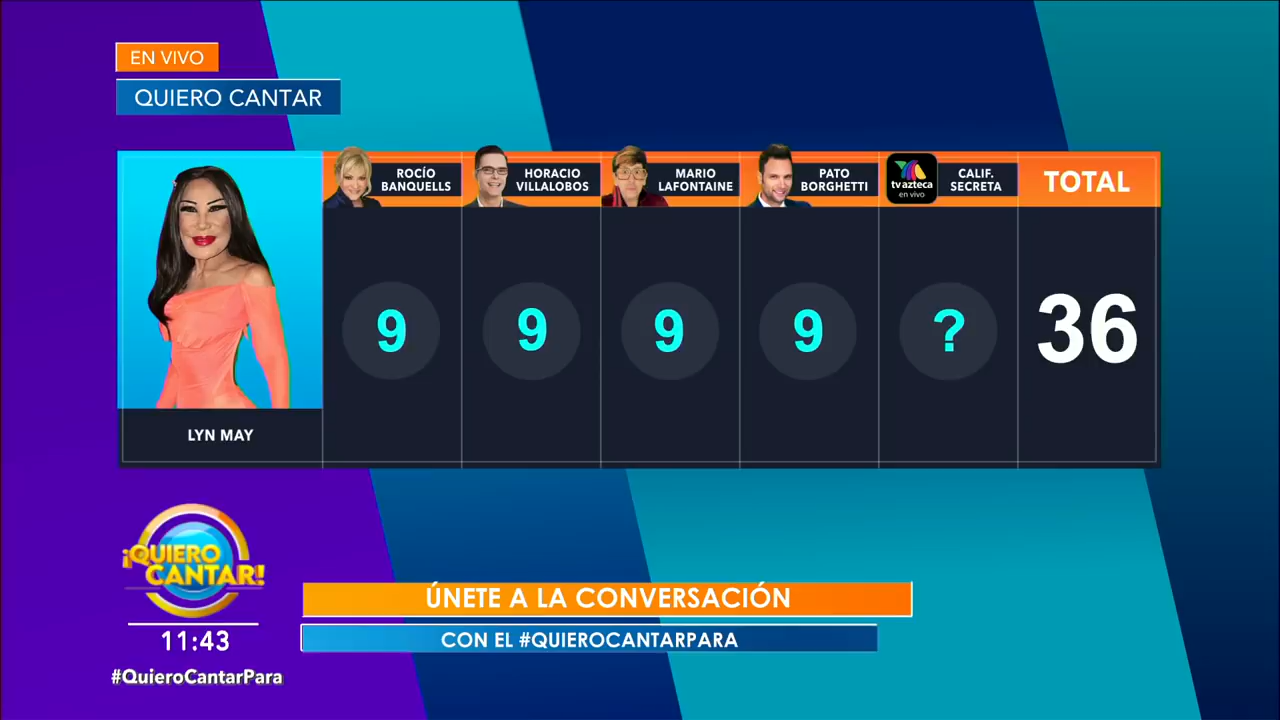 EN VIVO
QUIERO CANTAR
ROCÍO
BANQUELLS
HORACIO
VILLALOBOS
MARIO
LAFONTAINE
PATO
BORGHETTI
tv azteca
en vivo
CALIF.
SECRETA
TOTAL
9
9
9
9
?
36
LYN MAY
¡QUIERO
CANTAR!
11:43
#QuieroCantarPara
ÚNETE A LA CONVERSACIÓN
CON EL #QUIEROCANTARPARA